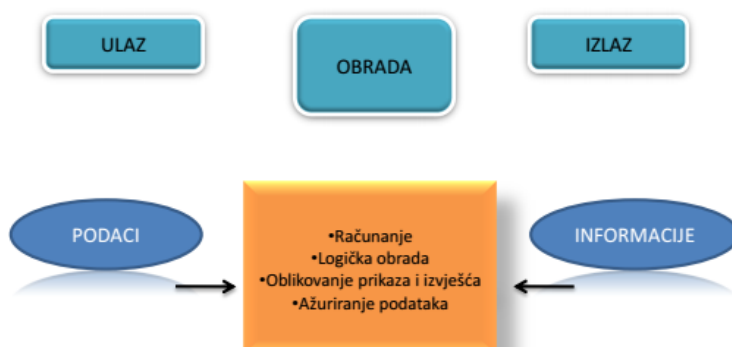 ULAZ
OBRADA
IZLAZ
PODACI
•Računanje
•Logička obrada
•Oblikovanje prikaza i izvješća
•Ažuriranje podataka
INFORMACIJE